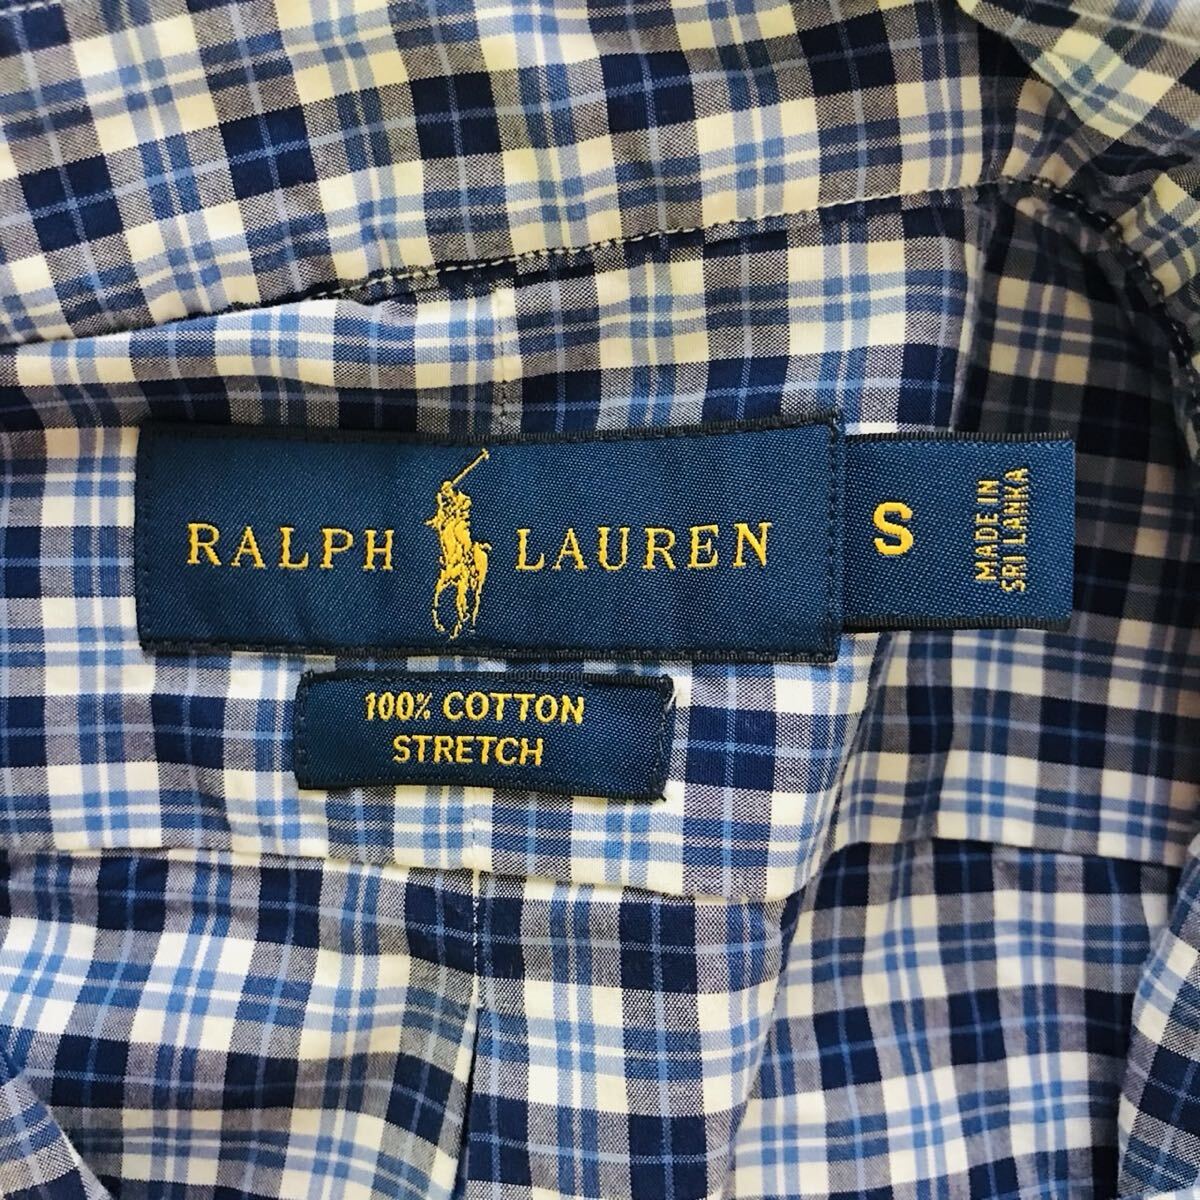 RALPH LAUREN
S
MADE IN
SRI LANKA
100% COTTON
STRETCH